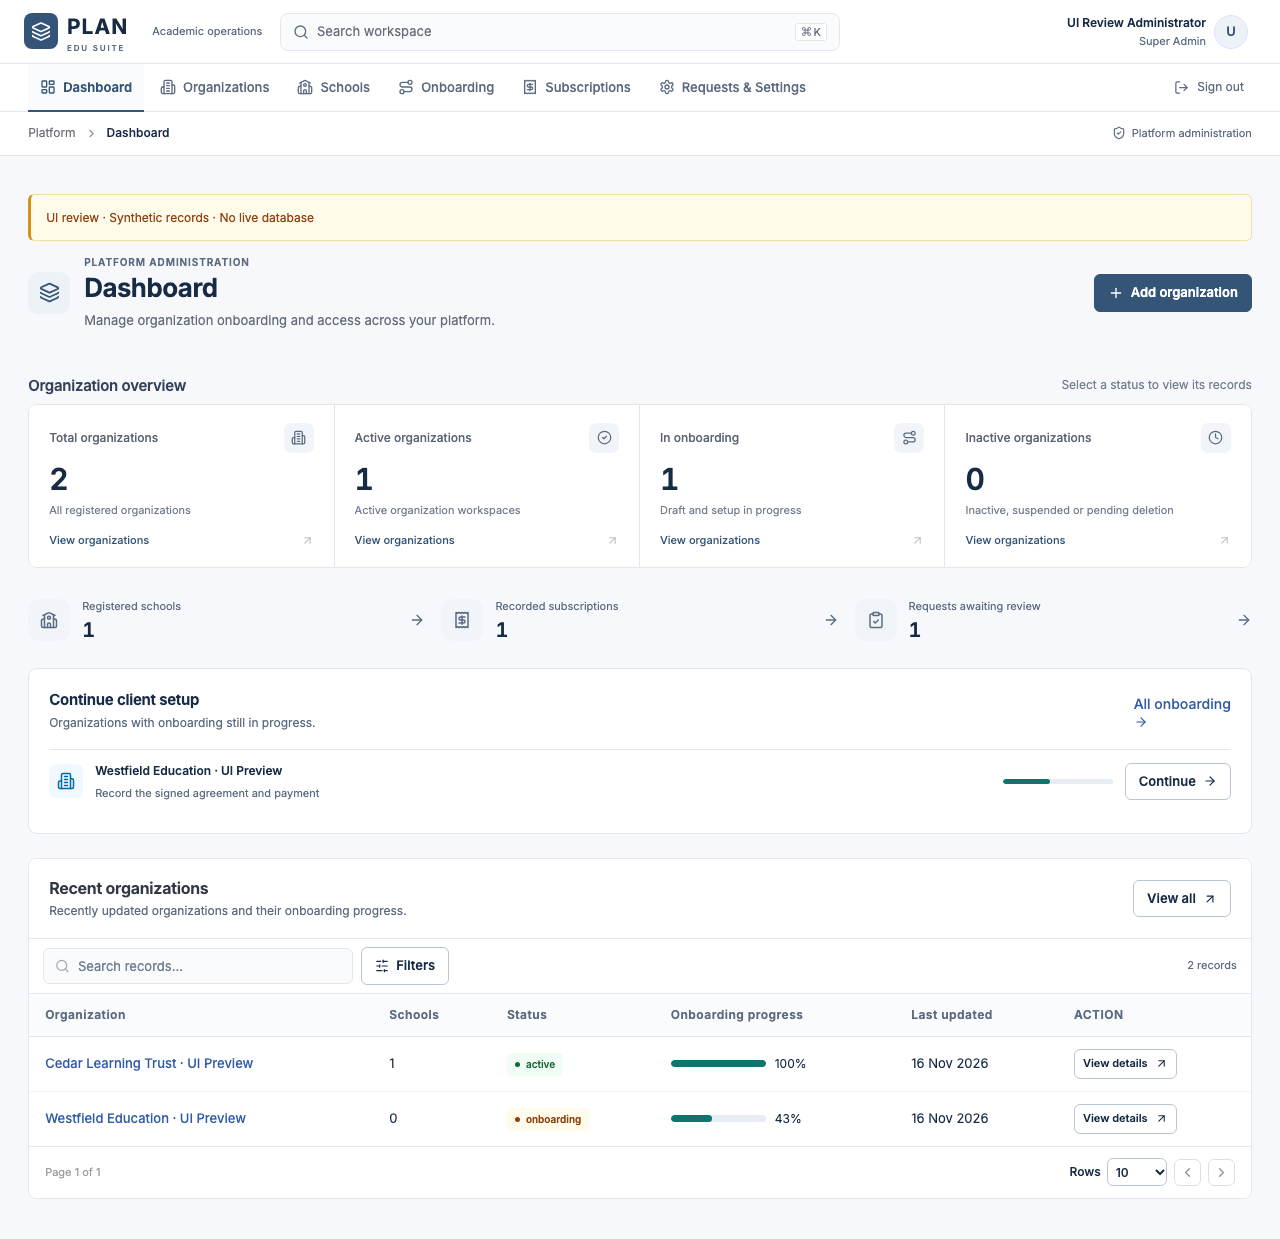 PLAN
EDU SUITE
Academic operations
Search workspace
⌘K
UI Review Administrator
Super Admin
U
Dashboard
Organizations
Schools
Onboarding
Subscriptions
Requests & Settings
Sign out
Platform
Dashboard
Platform administration
UI review · Synthetic records · No live database
PLATFORM ADMINISTRATION
Dashboard
Manage organization onboarding and access across your platform.
Add organization
Organization overview
Select a status to view its records
Total organizations
2
All registered organizations
View organizations
Active organizations
1
Active organization workspaces
View organizations
In onboarding
1
Draft and setup in progress
View organizations
Inactive organizations
0
Inactive, suspended or pending deletion
View organizations
Registered schools
1
Recorded subscriptions
1
Requests awaiting review
1
Continue client setup
Organizations with onboarding still in progress.
All onboarding
Westfield Education · UI Preview
Record the signed agreement and payment
Continue
Recent organizations
Recently updated organizations and their onboarding progress.
View all
Search records...
Filters
2 records
Organization Schools Status Onboarding progress Last updated ACTION
Cedar Learning Trust · UI Preview 1 active 100% 16 Nov 2026 View details
Westfield Education · UI Preview 0 onboarding 43% 16 Nov 2026 View details
Page 1 of 1
Rows 10